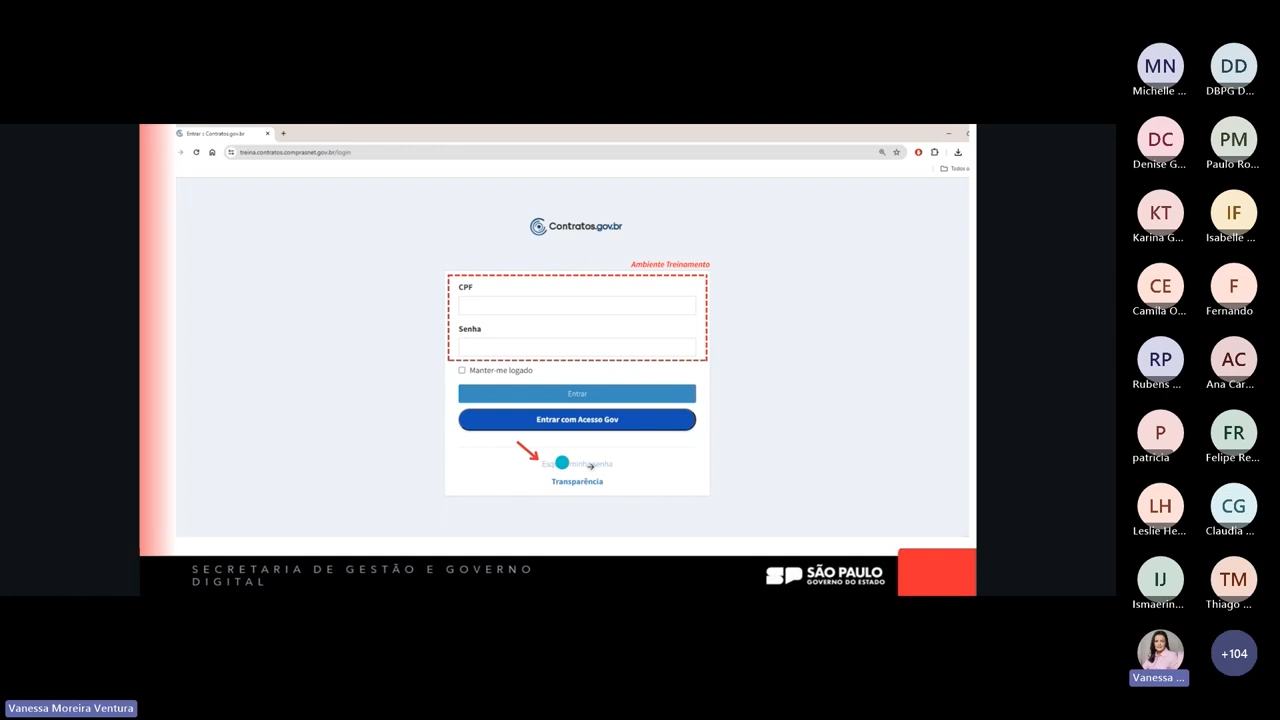 Entrar :: Contratos.gov.br
treina.contratos.comprasnet.gov.br/login
Todos o
Contratos.gov.br
Ambiente Treinamento
CPF
Senha
Manter-me logado
Entrar
Entrar com Acesso Gov
minha senha
Transparência
SECRETARIA DE GESTÃO E GOVERNO
DIGITAL
SÃO PAULO
GOVERNO DO ESTADO
MN
DD
Michelle ...
DBPG D...
DC
PM
Denise G...
Paulo Ro...
KT
IF
Karina G...
Isabelle ...
CE
F
Camila O...
Fernando
RP
AC
Rubens ...
Ana Car...
P
FR
patricia
Felipe Re...
LH
CG
Leslie He...
Claudia ...
IJ
TM
Ismaerin...
Thiago ...
+104
Vanessa ...
Vanessa Moreira Ventura